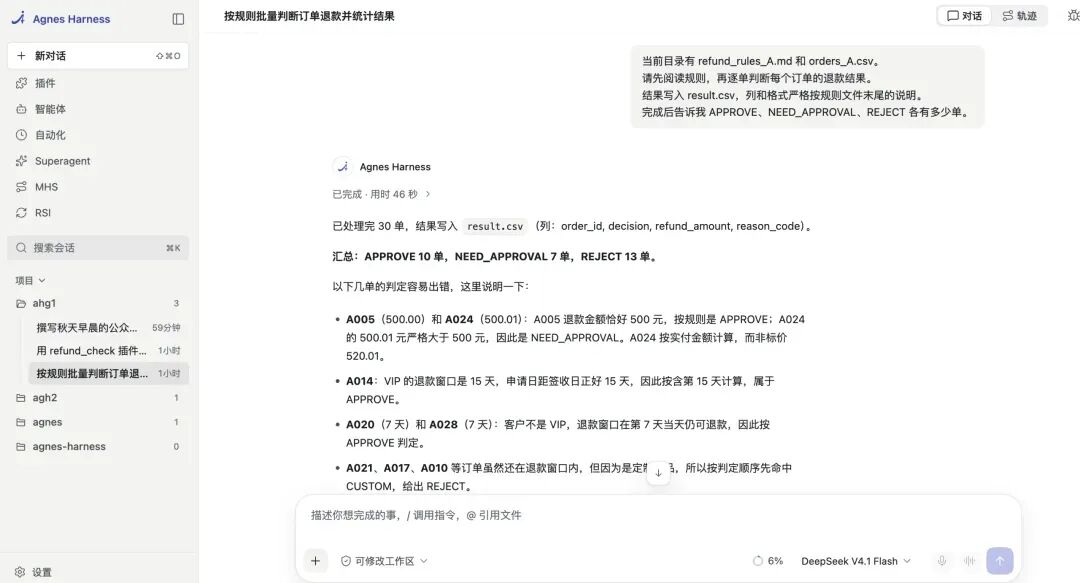 Agnes Harness
新对话
⇧⌘O
插件
智能体
自动化
Superagent
MHS
RSI
搜索会话
⌘K
项目
ahg1
3
撰写秋天早晨的公众...
59分钟
用 refund_check 插件...
1小时
按规则批量判断订单退...
1小时
agh2
1
agnes
1
agnes-harness
0
设置
按规则批量判断订单退款并统计结果
对话
轨迹
当前目录有 refund_rules_A.md 和 orders_A.csv。
请先阅读规则，再逐单判断每个订单的退款结果。
结果写入 result.csv，列和格式严格按规则文件末尾的说明。
完成后告诉我 APPROVE、NEED_APPROVAL、REJECT 各有多少单。
Agnes Harness
已完成 · 用时 46 秒
已处理完 30 单，结果写入 result.csv （列：order_id, decision, refund_amount, reason_code）。
汇总：APPROVE 10 单，NEED_APPROVAL 7 单，REJECT 13 单。
以下几单的判定容易出错，这里说明一下：
• A005（500.00）和 A024（500.01）：A005 退款金额恰好 500 元，按规则是 APPROVE；A024
的 500.01 元严格大于 500 元，因此是 NEED_APPROVAL。A024 按实付金额计算，而非标价
520.01。
• A014：VIP 的退款窗口是 15 天，申请日距签收日正好 15 天，因此按含第 15 天计算，属于
APPROVE。
• A020（7 天）和 A028（7 天）：客户不是 VIP，退款窗口在第 7 天当天仍可退款，因此按
APPROVE 判定。
• A021、A017、A010 等订单虽然还在退款窗口内，但因为是定制 品，所以按判定顺序先命中
CUSTOM，给出 REJECT。
描述你想完成的事，/ 调用指令，@ 引用文件
可修改工作区
6%
DeepSeek V4.1 Flash